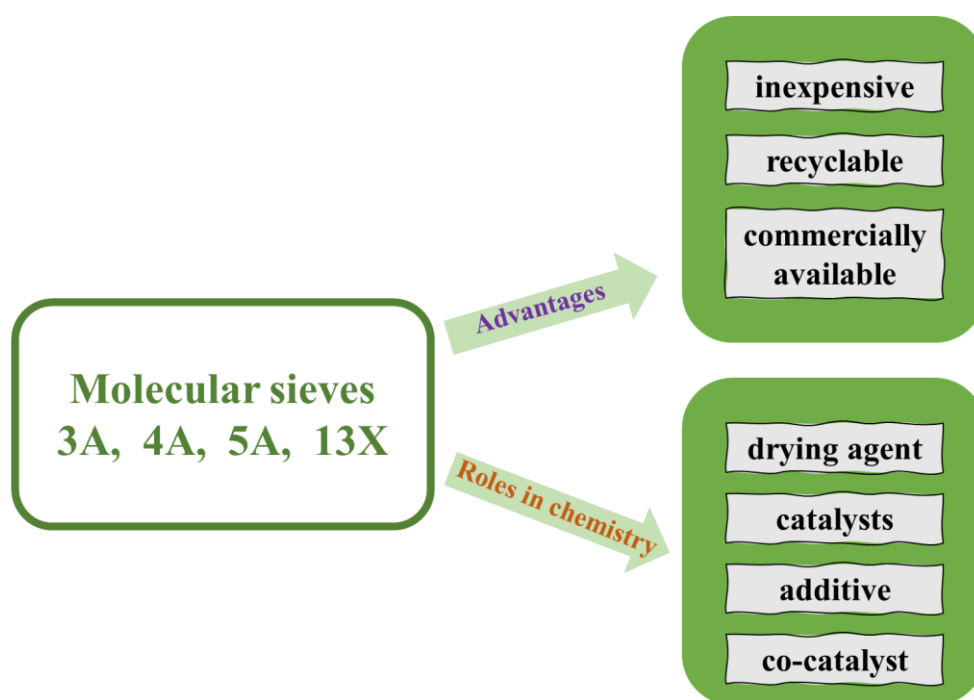 Molecular sieves
3A, 4A, 5A, 13X
Advantages
inexpensive
recyclable
commercially
available
Roles in chemistry
drying agent
catalysts
additive
co-catalyst